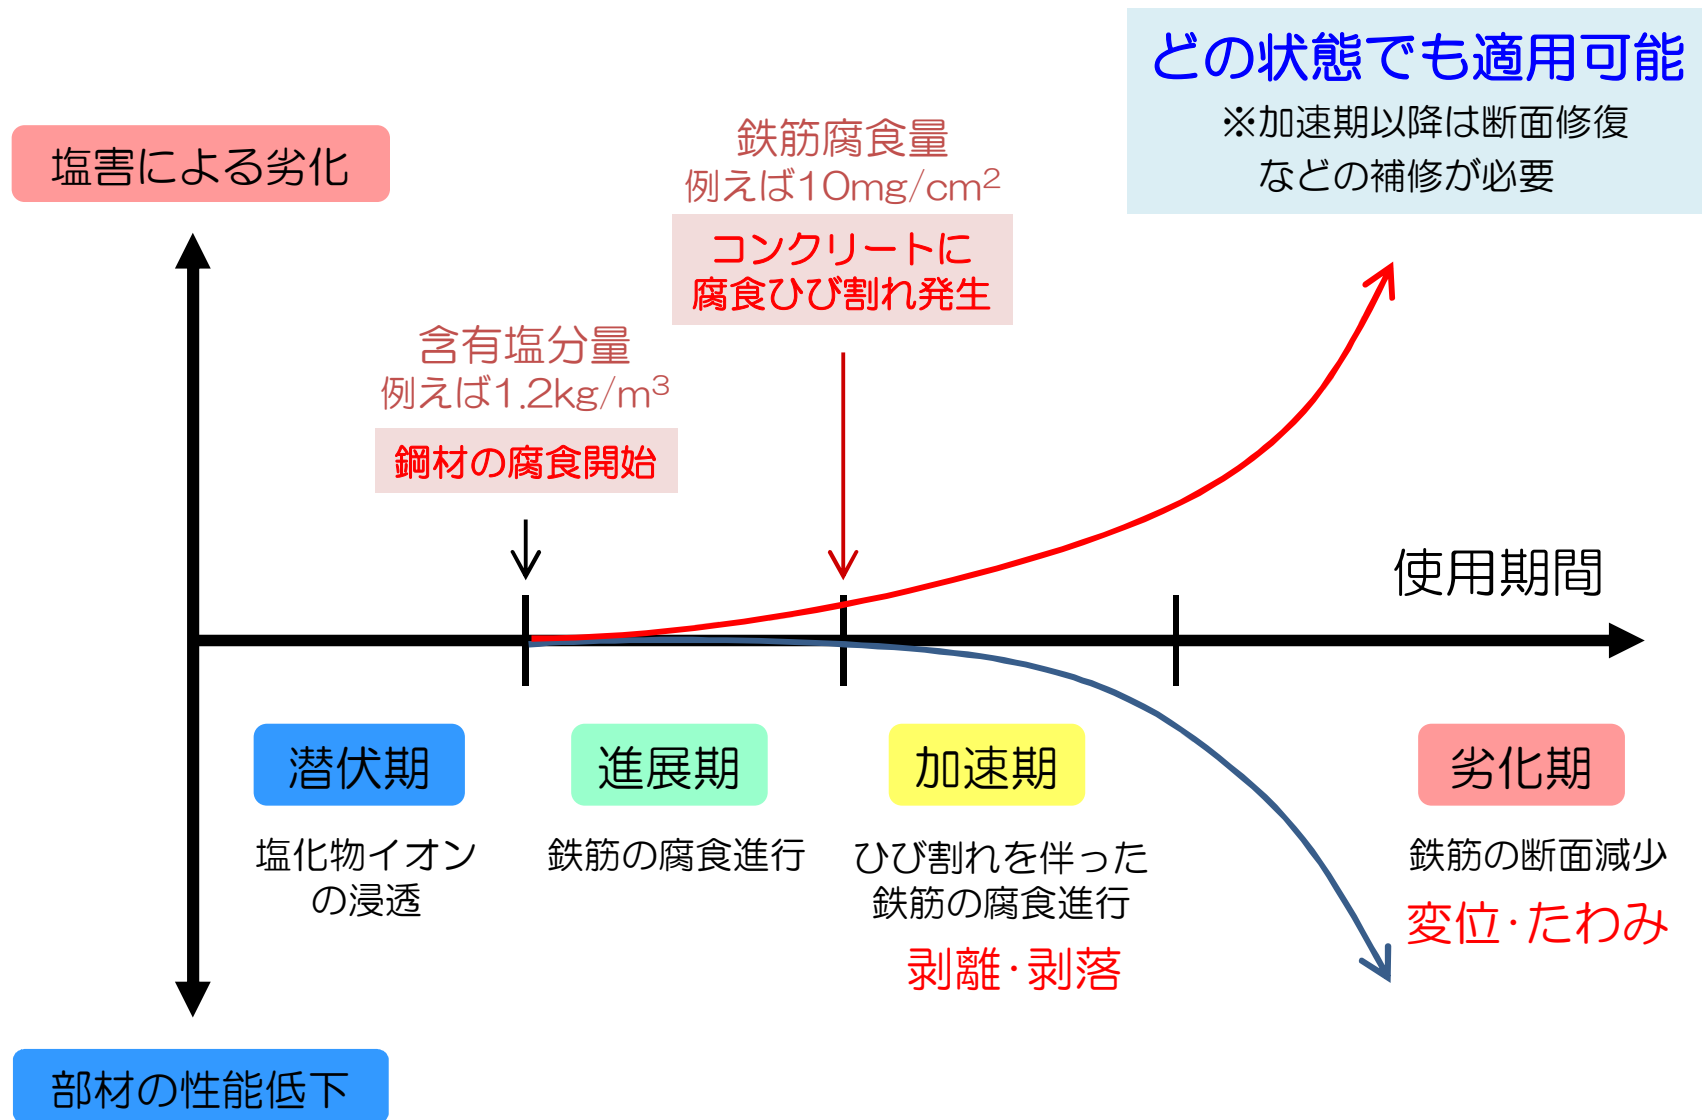 どの状態でも適用可能
※加速期以降は断面修復
などの補修が必要
塩害による劣化
鉄筋腐食量
例えば10mg/cm²
コンクリートに
腐食ひび割れ発生
含有塩分量
例えば1.2kg/m³
鋼材の腐食開始
使用期間
潜伏期
塩化物イオン
の浸透
進展期
鉄筋の腐食進行
加速期
ひび割れを伴った
鉄筋の腐食進行
剥離・剥落
劣化期
鉄筋の断面減少
変位・たわみ
部材の性能低下